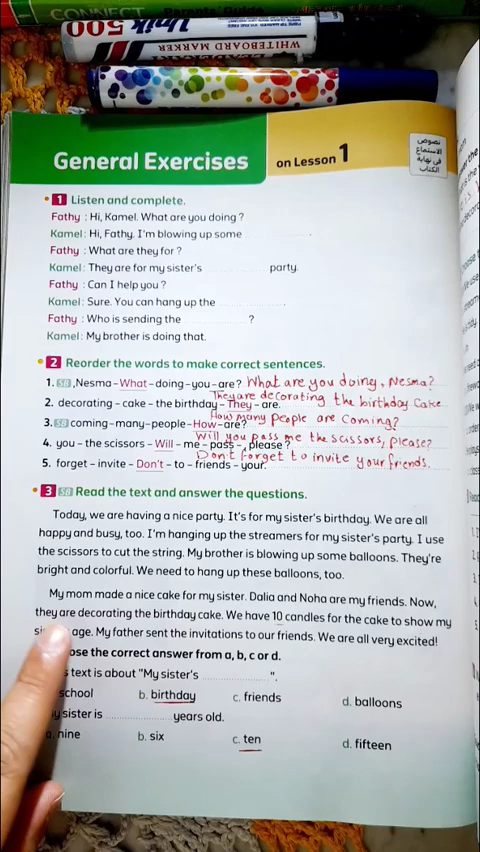 CONNECT
Unik
500
WHITEBOARD MARKER
General Exercises on Lesson 1
نصوص
الاستماع
فى نهاية
الكتاب
1 Listen and complete.
Fathy : Hi, Kamel. What are you doing ?
Kamel : Hi, Fathy. I'm blowing up some ............
Fathy : What are they for ?
Kamel : They are for my sister's ............ party.
Fathy : Can I help you ?
Kamel : Sure. You can hang up the ............
Fathy : Who is sending the ............ ?
Kamel : My brother is doing that.
2 Reorder the words to make correct sentences.
1. SB ,Nesma – What – doing – you – are? What are you doing, Nesma?
2. decorating – cake – the birthday – They – are. They are decorating the birthday cake.
3. SB coming – many – people – How – are? How many people are coming?
4. you – the scissors – Will – me – pass – , please ? Will you pass me the scissors, please?
5. forget – invite – Don't – to – friends – your. Don't forget to invite your friends.
3 SB Read the text and answer the questions.
Today, we are having a nice party. It's for my sister's birthday. We are all
happy and busy, too. I'm hanging up the streamers for my sister's party. I use
the scissors to cut the string. My brother is blowing up some balloons. They're
bright and colorful. We need to hang up these balloons, too.
My mom made a nice cake for my sister. Dalia and Noha are my friends. Now,
they are decorating the birthday cake. We have 10 candles for the cake to show my
age. My father sent the invitations to our friends. We are all very excited!
the correct answer from a, b, c or d.
text is about "My sister's ............ ".
school b. birthday c. friends d. balloons
sister is ............ years old.
a. nine b. six c. ten d. fifteen